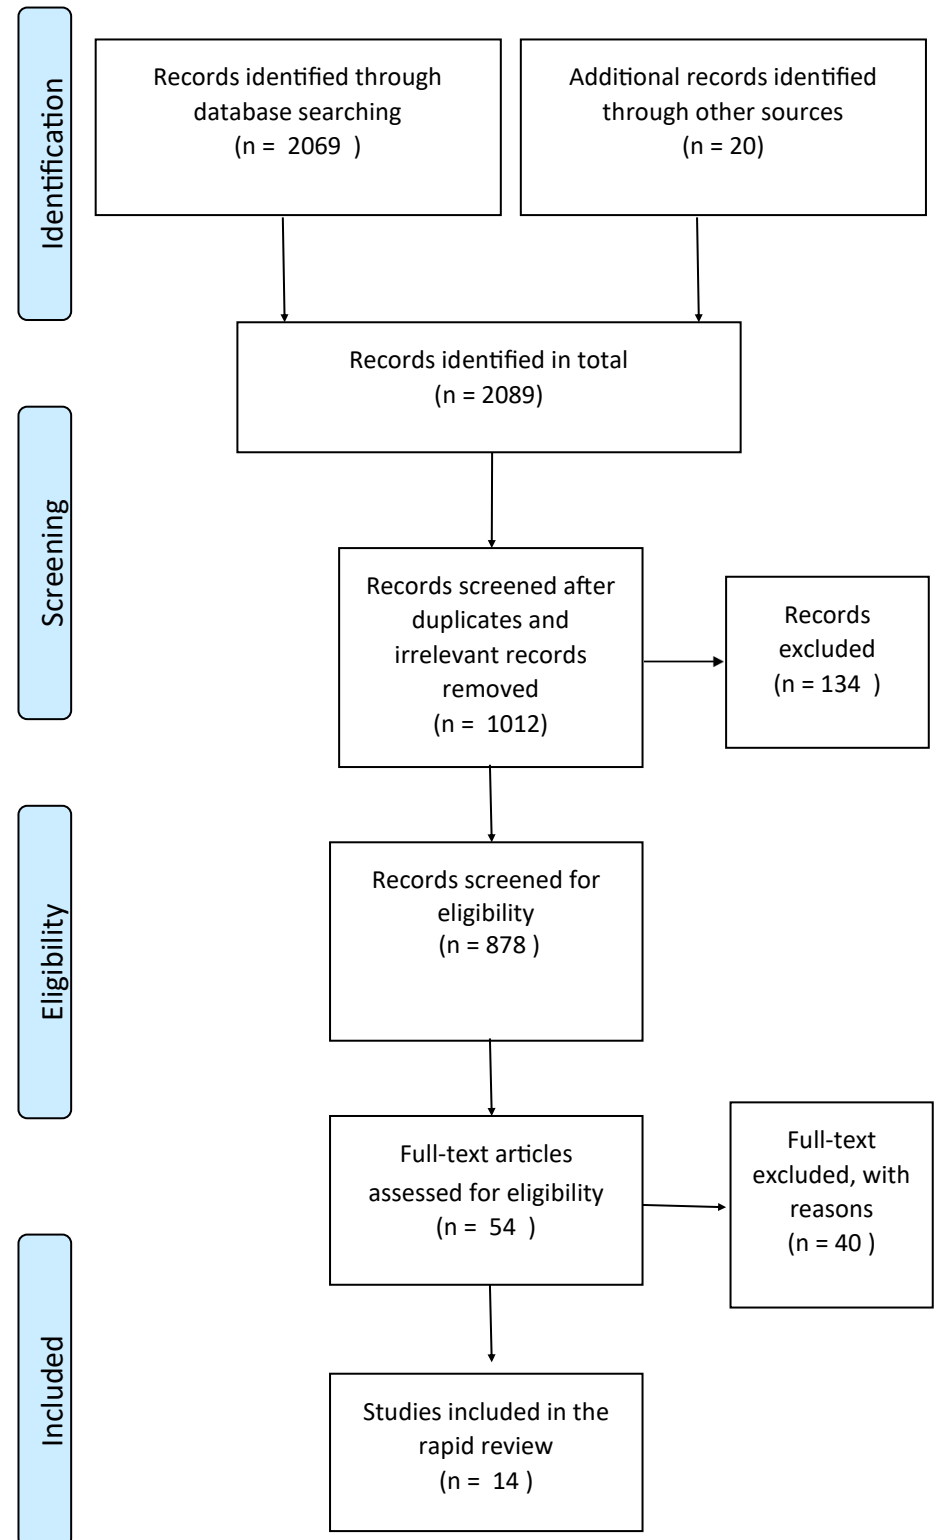 Identification
Records identified through
database searching
(n =  2069  )
Additional records identified
through other sources
(n = 20)
Records identified in total
(n = 2089)
Screening
Records screened after
duplicates and
irrelevant records
removed
(n =  1012)
Records
excluded
(n = 134  )
Eligibility
Records screened for
eligibility
(n = 878 )
Full-text articles
assessed for eligibility
(n =  54  )
Full-text
excluded, with
reasons
(n = 40 )
Included
Studies included in the
rapid review
(n =  14 )